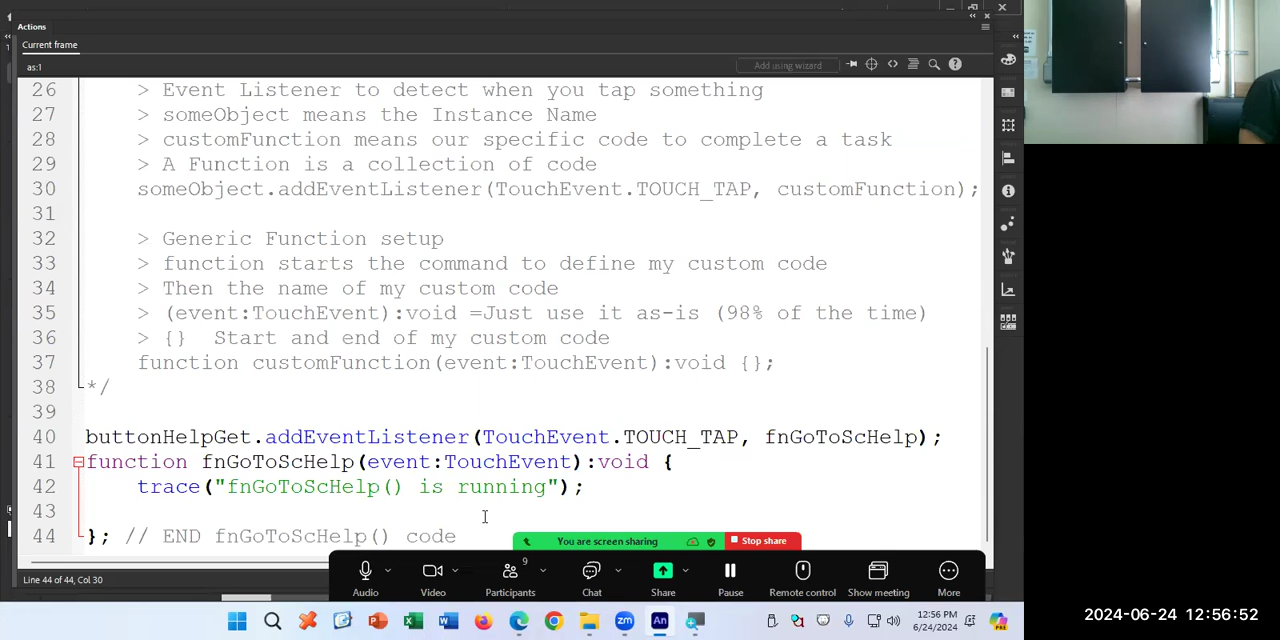 Actions
Current frame
as:1
Add using wizard
26 > Event Listener to detect when you tap something
27 > someObject means the Instance Name
28 > customFunction means our specific code to complete a task
29 > A Function is a collection of code
30 someObject.addEventListener(TouchEvent.TOUCH_TAP, customFunction);
31
32 > Generic Function setup
33 > function starts the command to define my custom code
34 > Then the name of my custom code
35 > (event:TouchEvent):void =Just use it as-is (98% of the time)
36 > {}  Start and end of my custom code
37 function customFunction(event:TouchEvent):void {};
38 */
39
40 buttonHelpGet.addEventListener(TouchEvent.TOUCH_TAP, fnGoToScHelp);
41 function fnGoToScHelp(event:TouchEvent):void {
42 trace("fnGoToScHelp() is running");
43
44 }; // END fnGoToScHelp() code
You are screen sharing Stop share
Line 44 of 44, Col 30
9
Audio Video Participants Chat Share Pause Remote control Show meeting More
12:56 PM
6/24/2024
2024-06-24 12:56:52